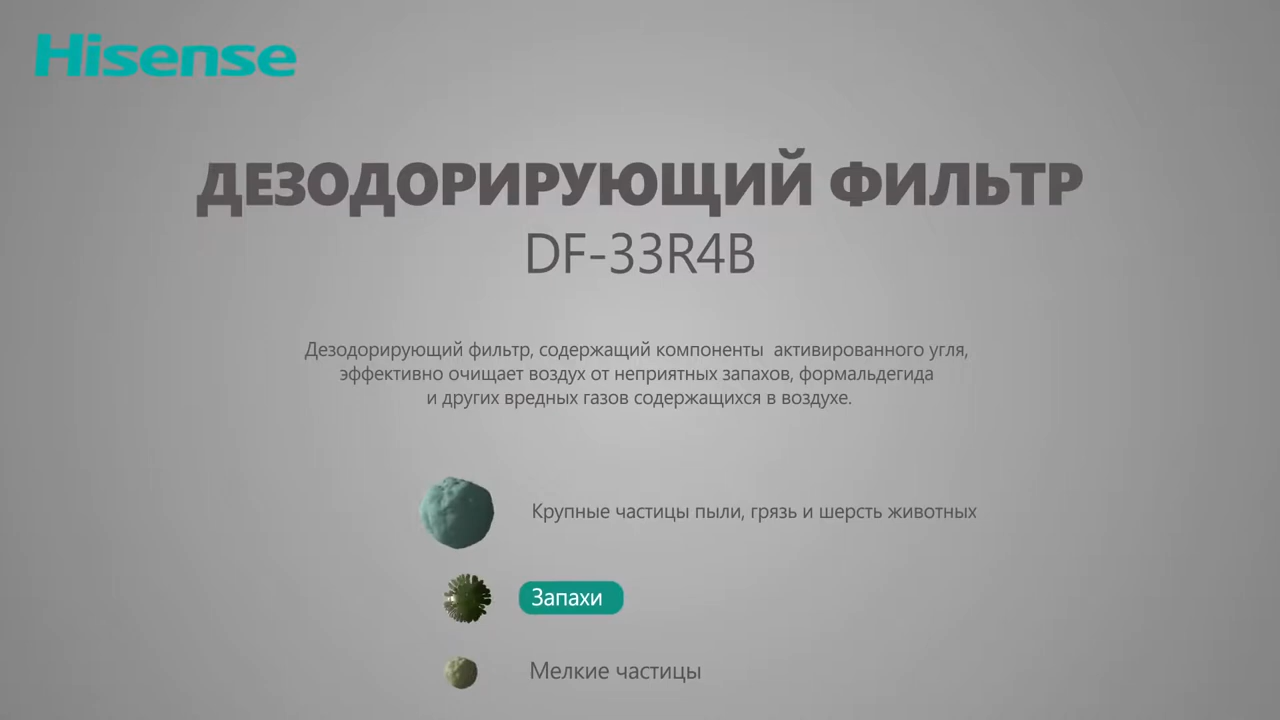 Hisense
ДЕЗОДОРИРУЮЩИЙ ФИЛЬТР
DF-33R4B
Дезодорирующий фильтр, содержащий компоненты активированного угля,
эффективно очищает воздух от неприятных запахов, формальдегида
и других вредных газов содержащихся в воздухе.
Крупные частицы пыли, грязь и шерсть животных
Запахи
Мелкие частицы